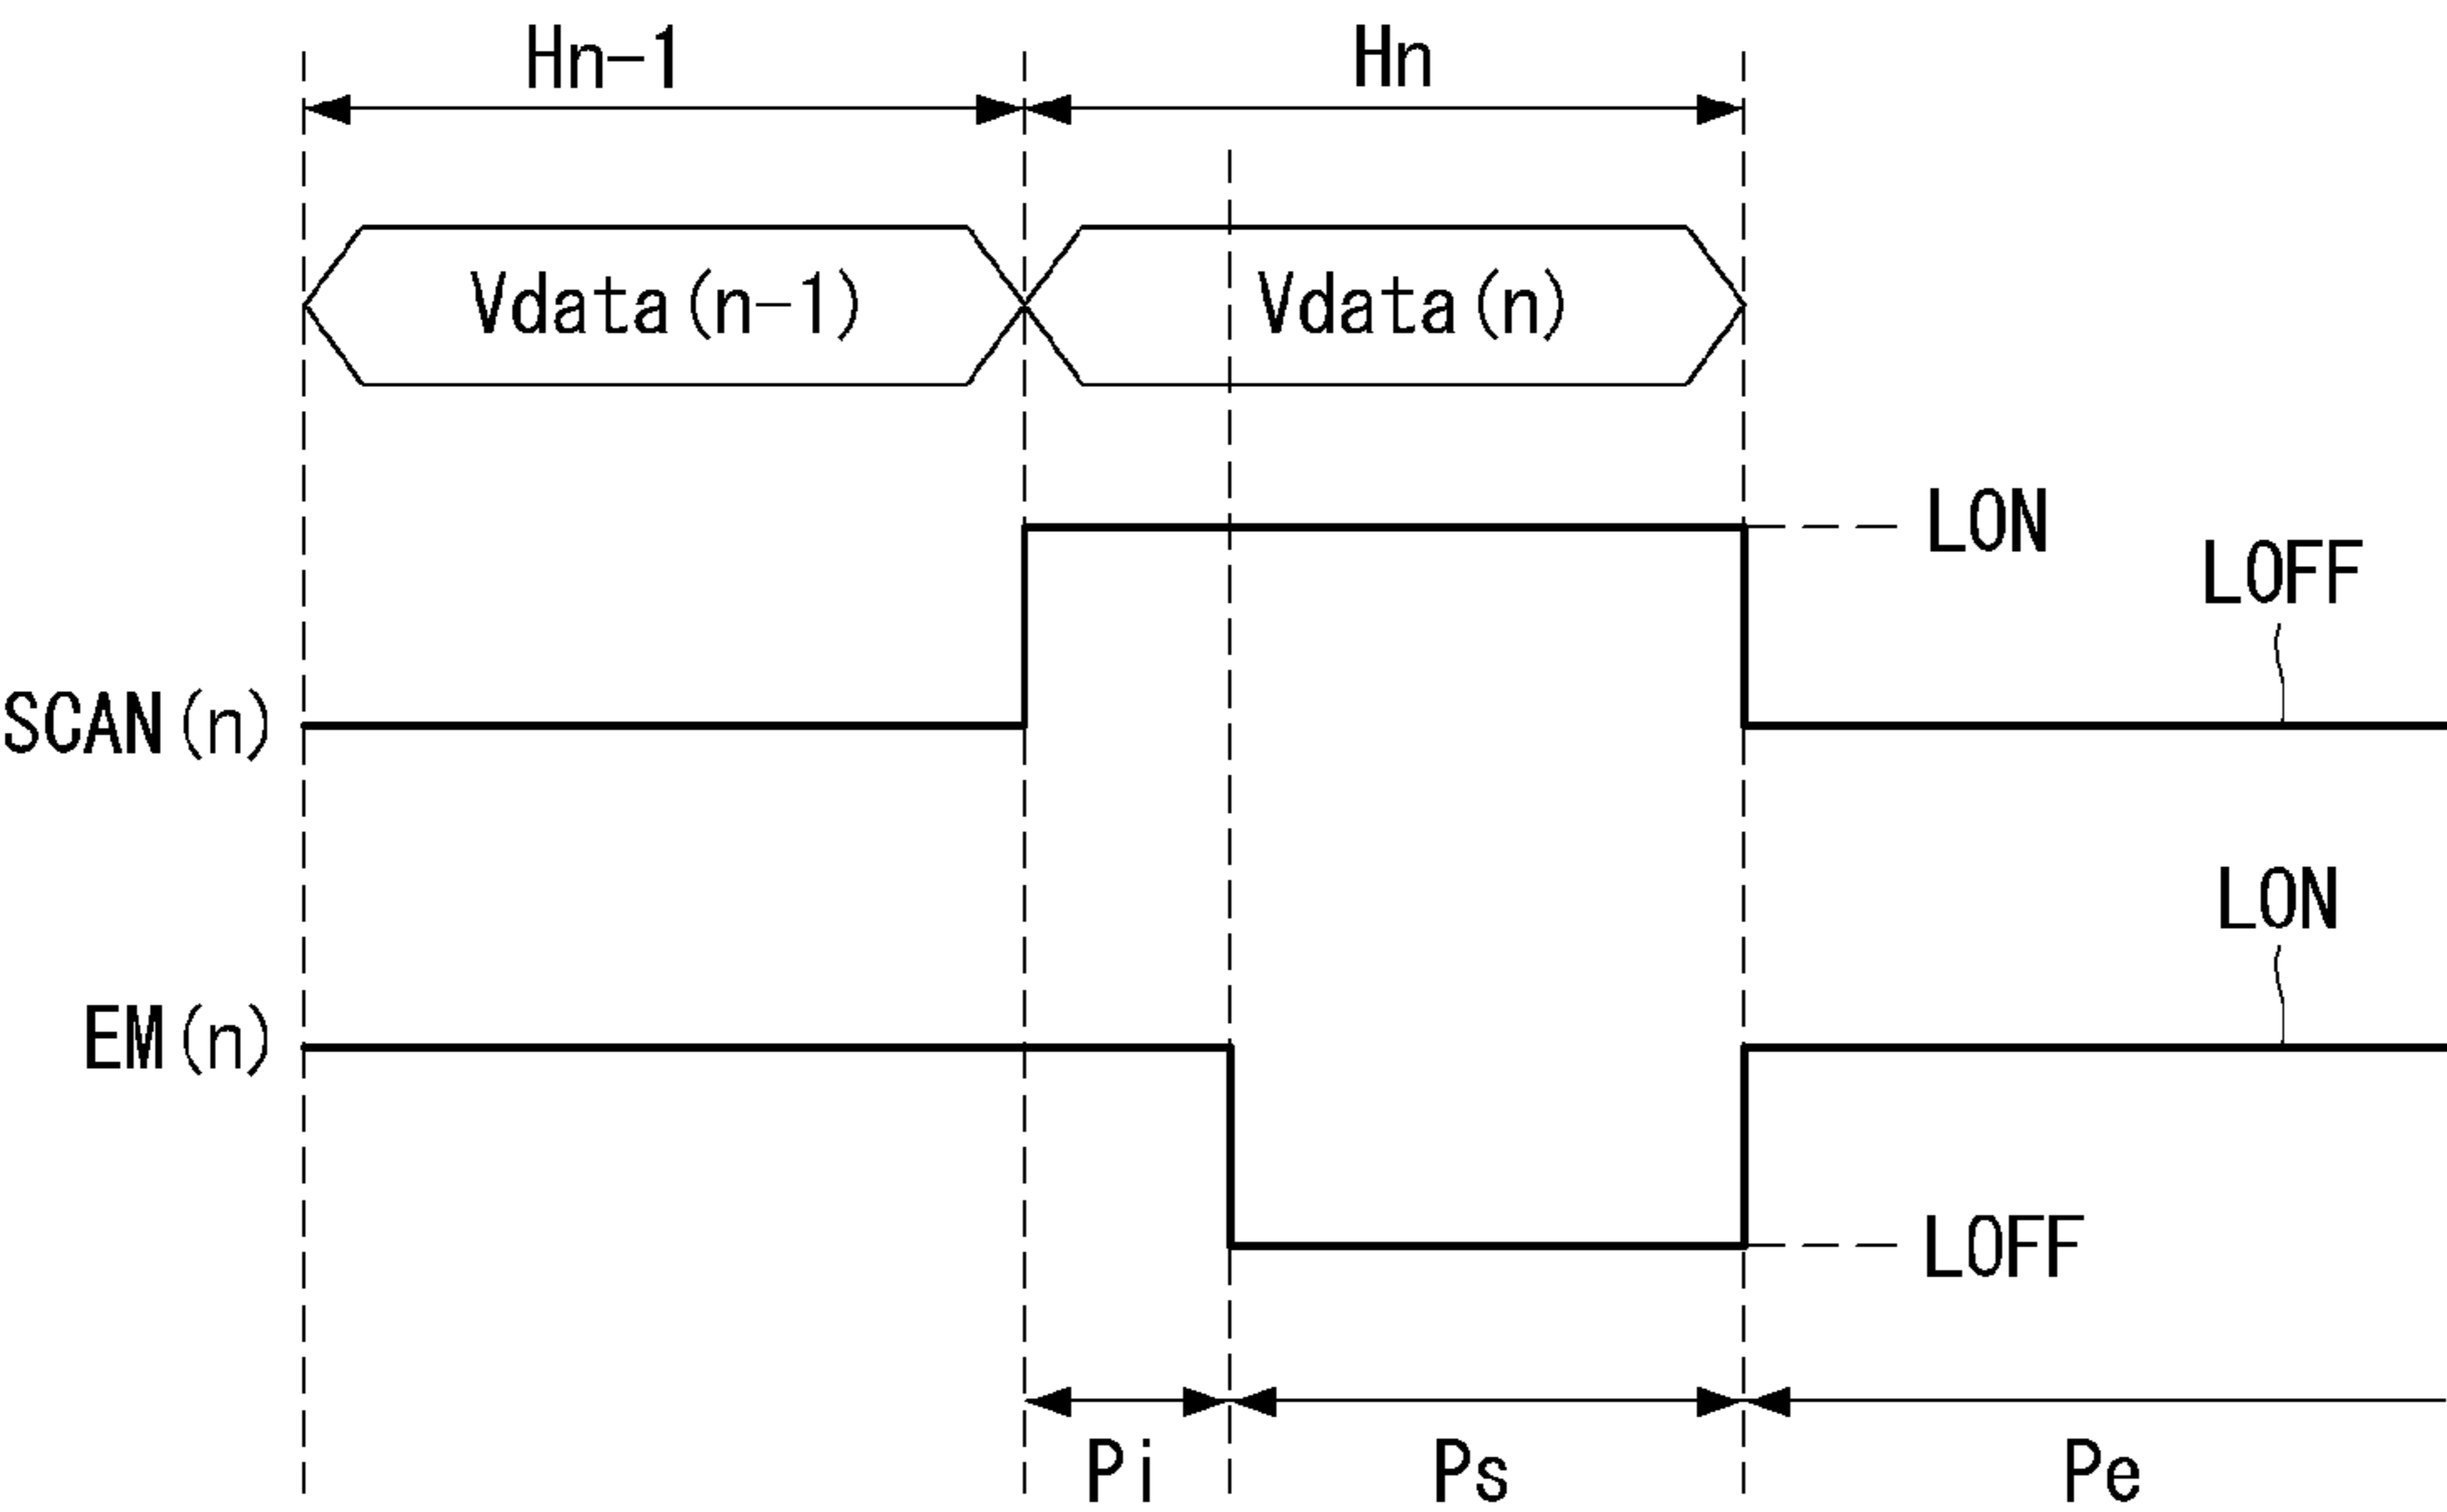 Hn-1 Hn
Vdata(n-1) Vdata(n)
LON
LOFF
SCAN(n)
LON
EM(n)
LOFF
Pi Ps Pe